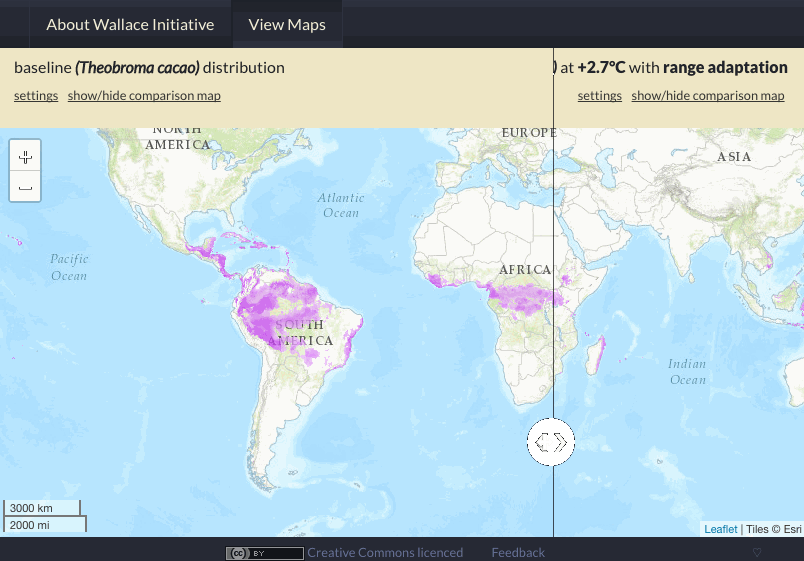 About Wallace Initiative View Maps
baseline (Theobroma cacao) distribution
) at +2.7°C with range adaptation
settings show/hide comparison map
settings show/hide comparison map
NORTH
AMERICA
EUROPE
ASIA
Atlantic
Ocean
Pacific
Ocean
AFRICA
SOUTH
AMERICA
Indian
Ocean
3000 km
2000 mi
Leaflet | Tiles © Esri
cc BY Creative Commons licenced Feedback